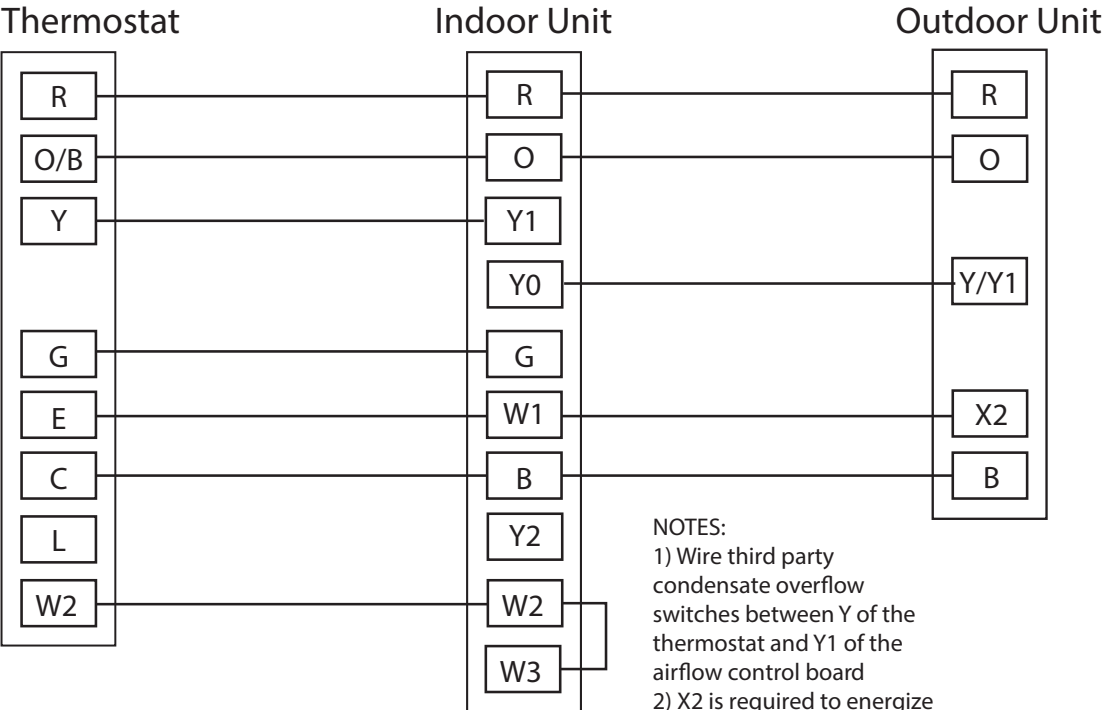 Thermostat
Indoor Unit
Outdoor Unit
R
R
R
O/B
O
O
Y
Y1
Y0
Y/Y1
G
G
E
W1
X2
C
B
B
L
Y2
W2
W2
W3
NOTES:
1) Wire third party
condensate overflow
switches between Y of the
thermostat and Y1 of the
airflow control board
2) X2 is required to energize